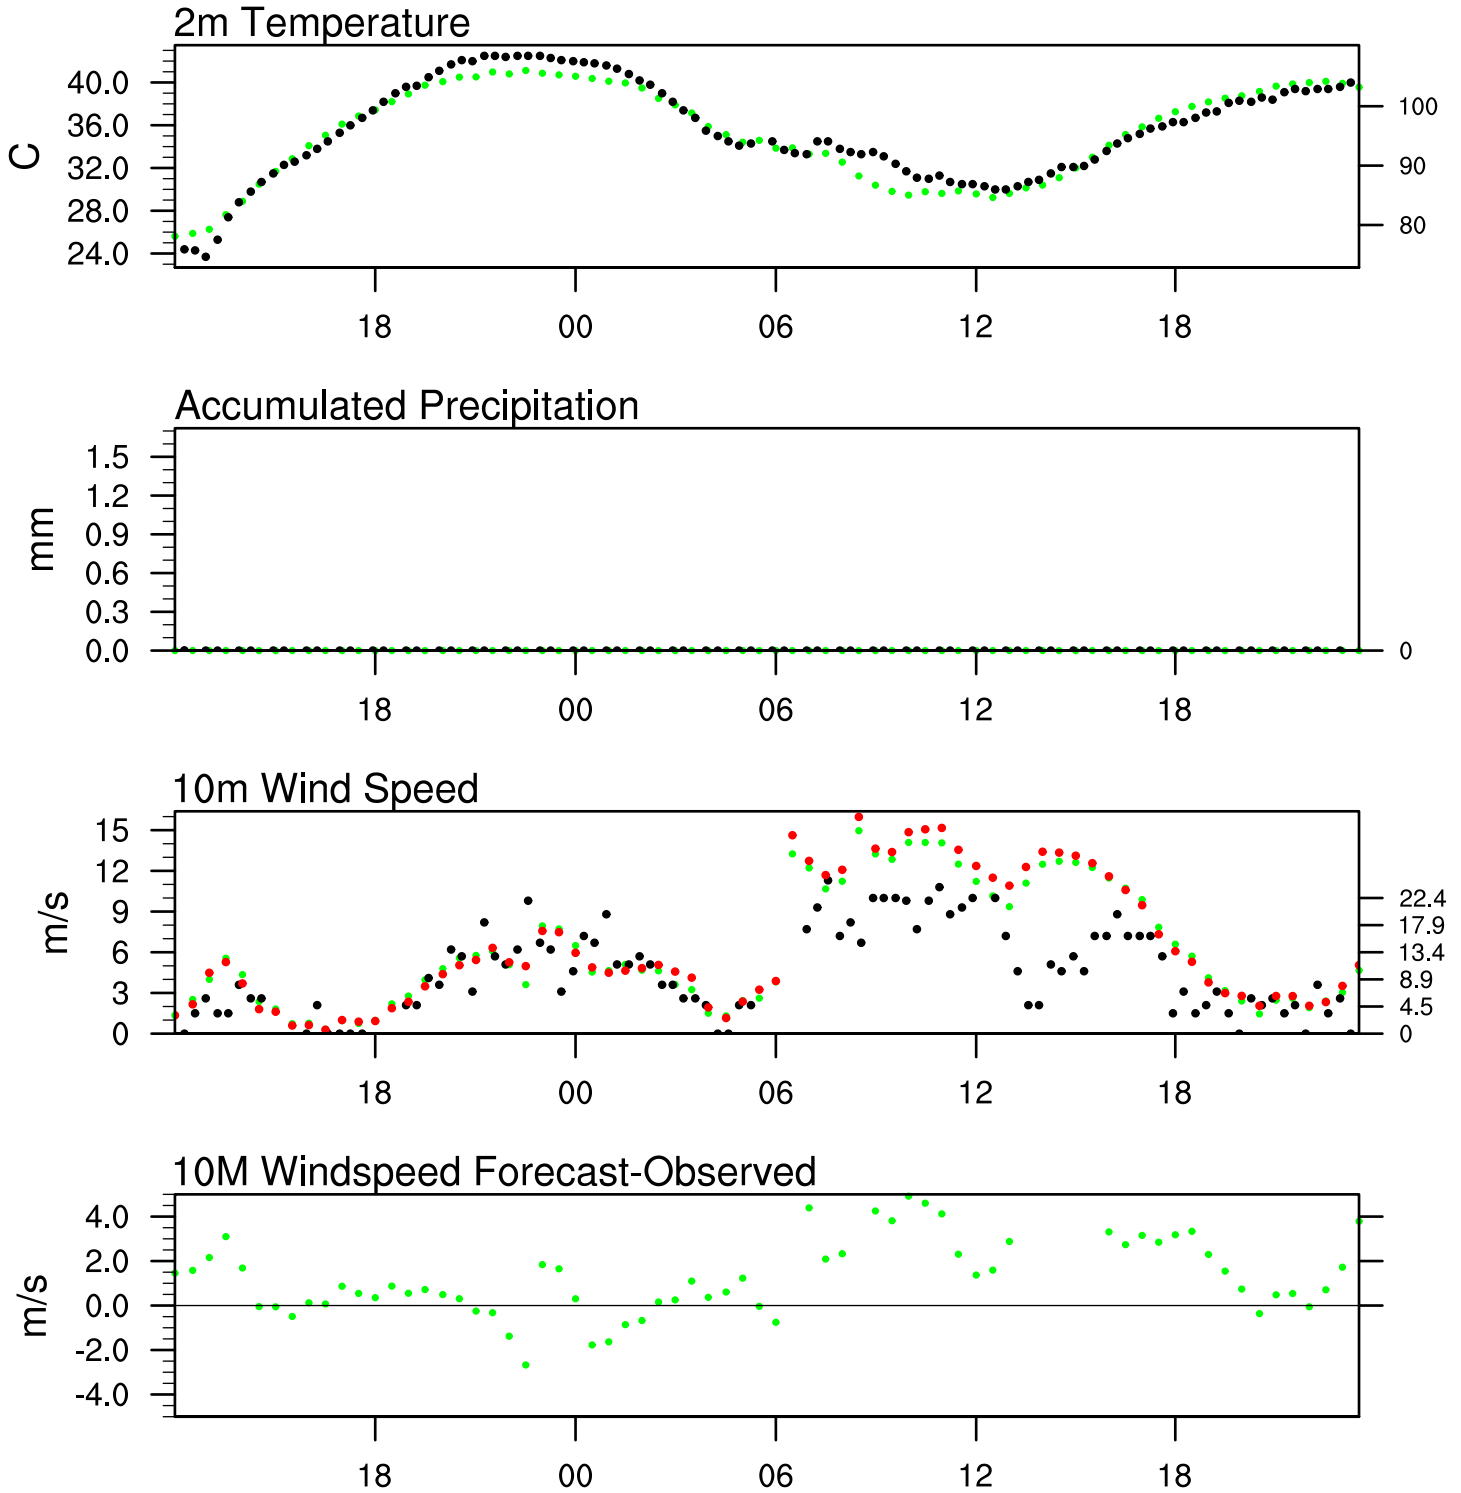 2m Temperature
40.0
36.0
32.0
28.0
24.0
C
100
90
80
18 00 06 12 18
Accumulated Precipitation
1.5
1.2
0.9
0.6
0.3
0.0
mm
0
18 00 06 12 18
10m Wind Speed
15
12
9
6
3
0
m/s
22.4
17.9
13.4
8.9
4.5
0
18 00 06 12 18
10M Windspeed Forecast-Observed
4.0
2.0
0.0
-2.0
-4.0
m/s
18 00 06 12 18